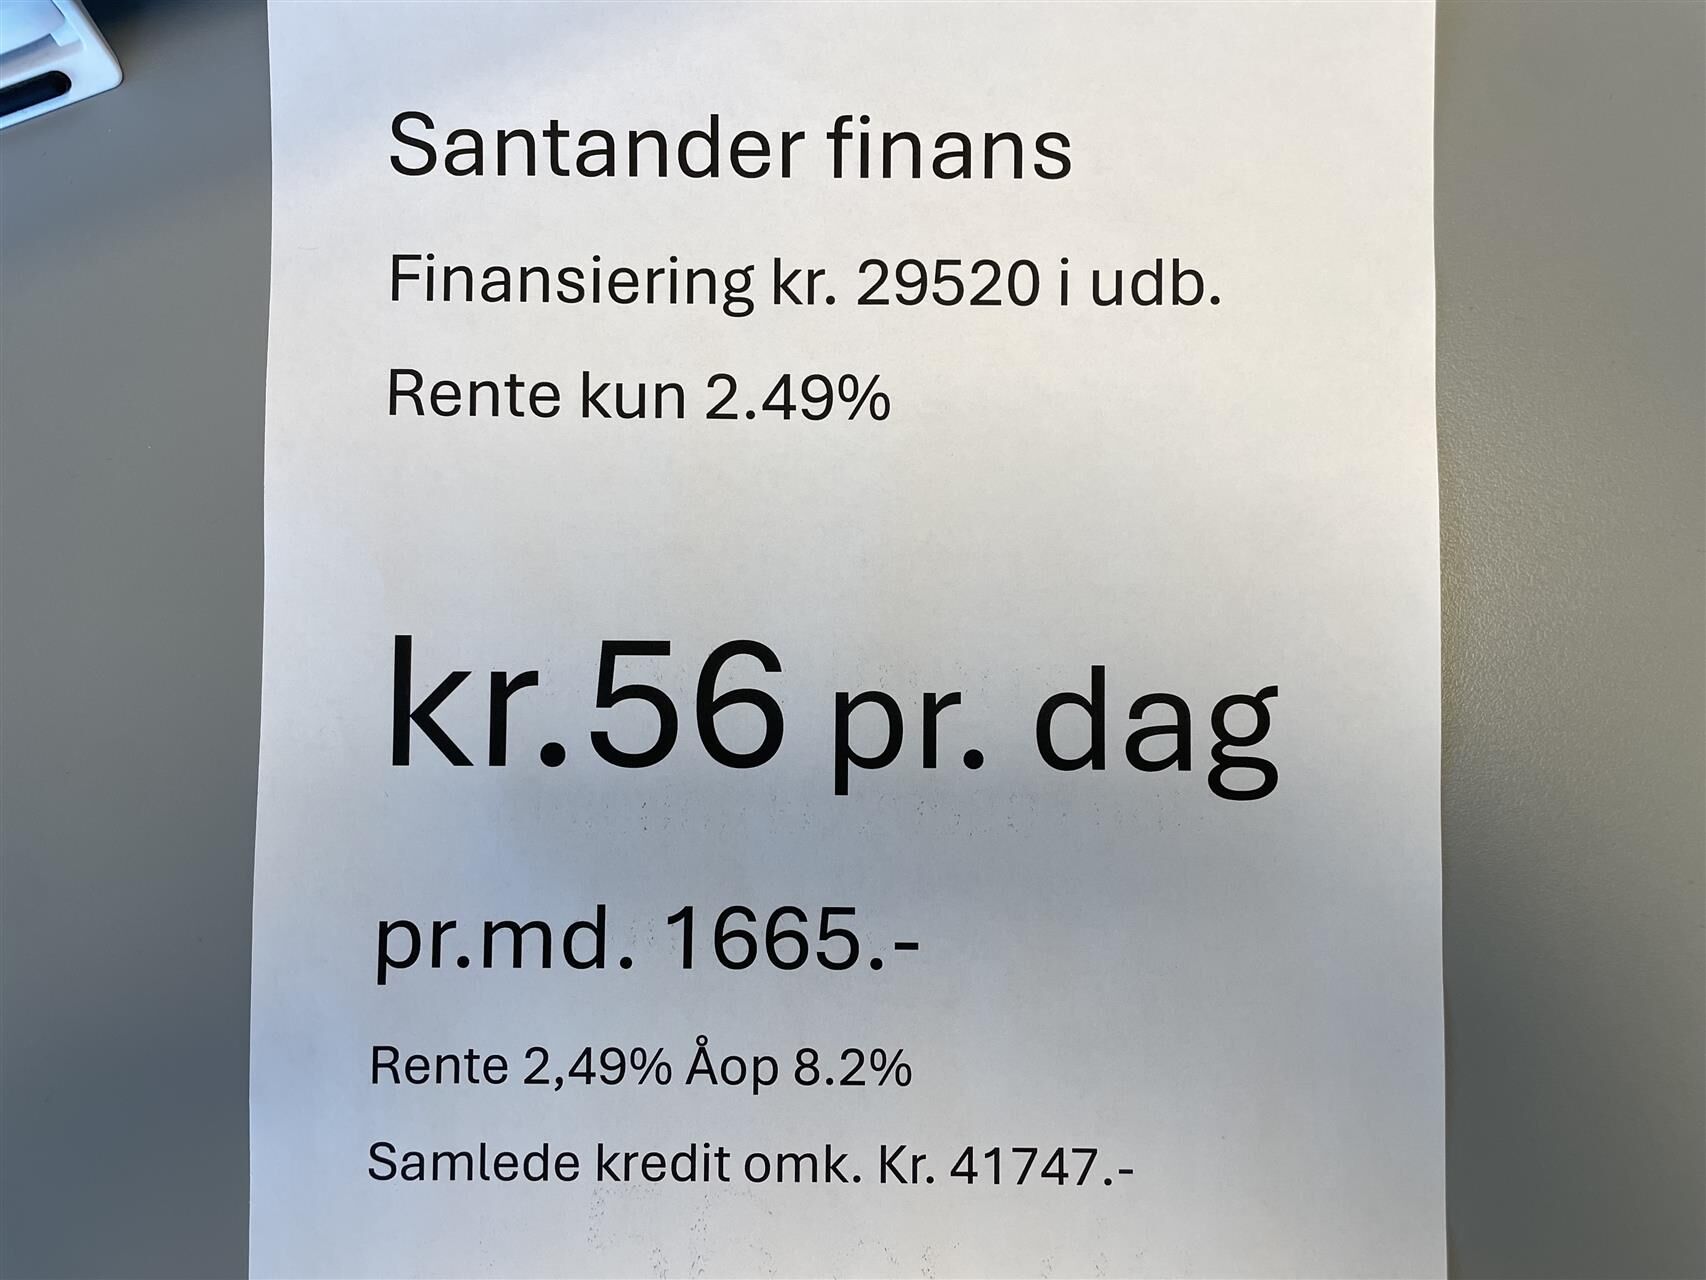 Santander finans
Finansiering kr. 29520 i udb.
Rente kun 2.49%
kr.56 pr. dag
pr.md. 1665.-
Rente 2,49% Åop 8.2%
Samlede kredit omk. Kr. 41747.-